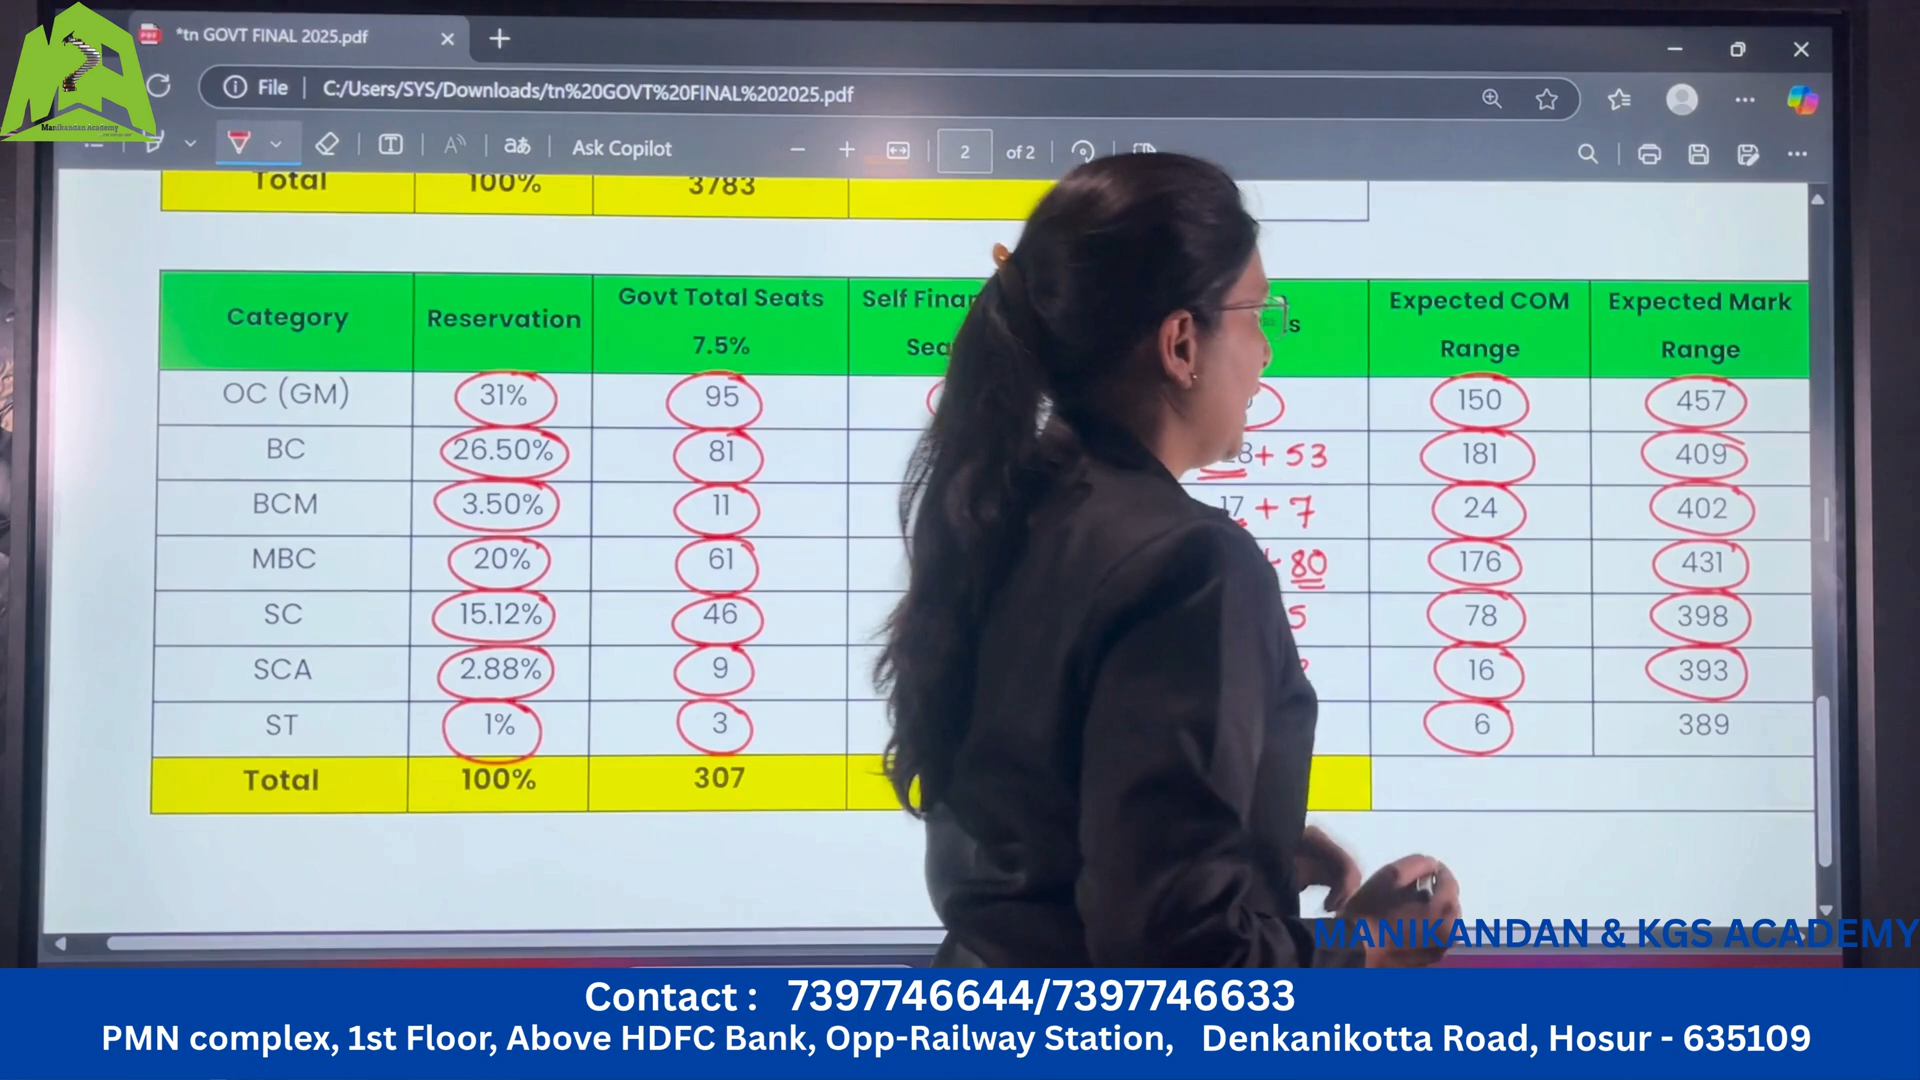 *tn GOVT FINAL 2025.pdf
File C:/Users/SYS/Downloads/tn%20GOVT%20FINAL%202025.pdf
Manikandan Academy
Ask Copilot 2 of 2
Total 100% 3783
Category Reservation Govt Total Seats 7.5% Self Expected COM Range Expected Mark Range
OC (GM) 31% 95 150 457
BC 26.50% 81 8+ 53 181 409
BCM 3.50% 11 17 + 7 24 402
MBC 20% 61 80 176 431
SC 15.12% 46 5 78 398
SCA 2.88% 9 16 393
ST 1% 3 6 389
Total 100% 307
MANIKANDAN & KGS ACADEMY
Contact : 7397746644/7397746633
PMN complex, 1st Floor, Above HDFC Bank, Opp-Railway Station, Denkanikotta Road, Hosur - 635109